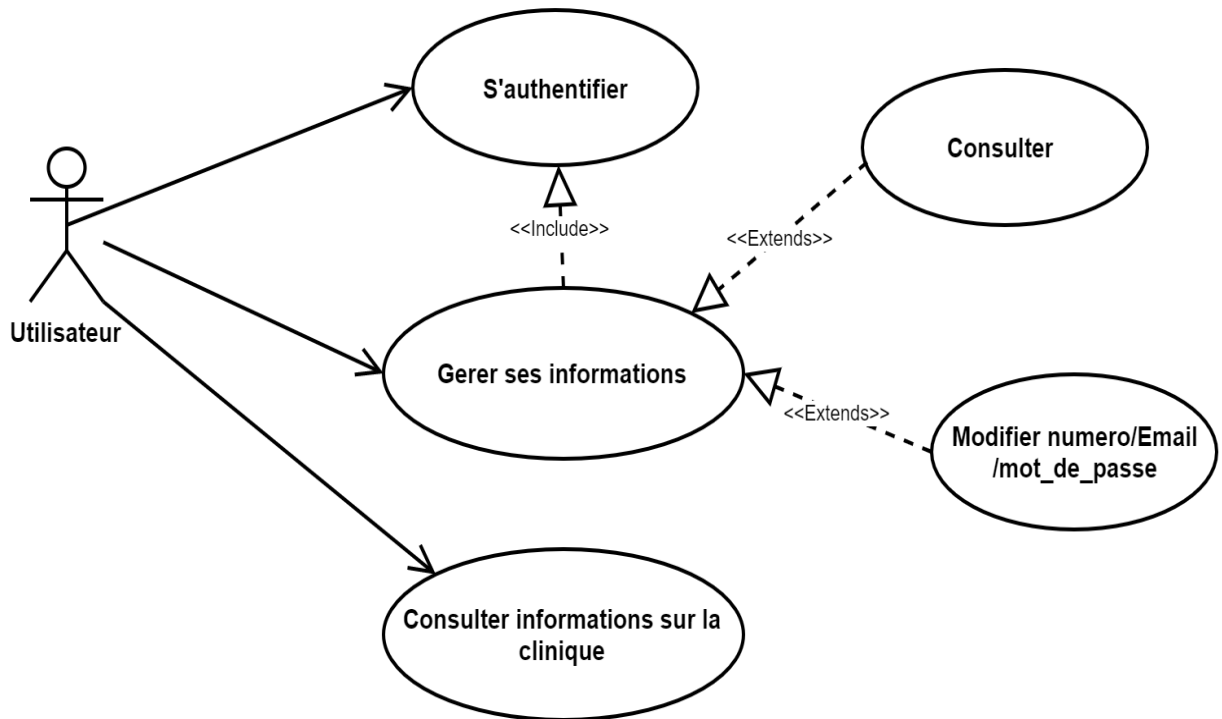 S'authentifier
Consulter
<<Include>>
<<Extends>>
Utilisateur
Gerer ses informations
<<Extends>>
Modifier numero/Email
/mot_de_passe
Consulter informations sur la
clinique